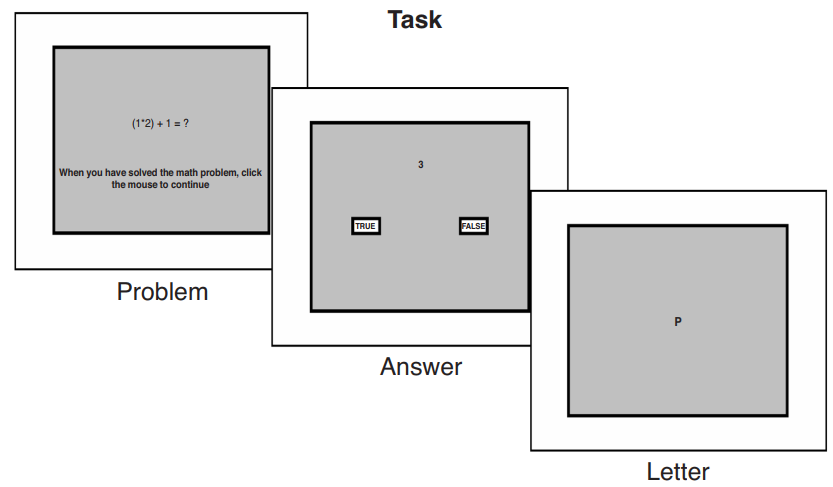 Task
(1*2) + 1 = ?
When you have solved the math problem, click
the mouse to continue
Problem
3
TRUE
FALSE
Answer
P
Letter